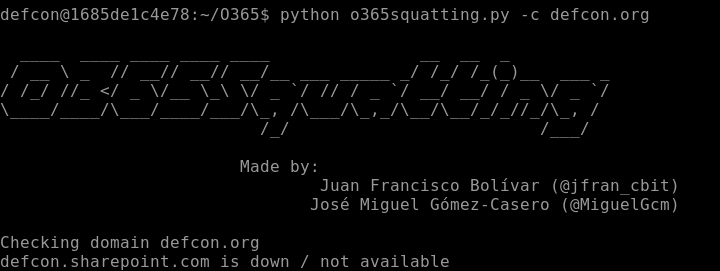 defcon@1685de1c4e78:~/O365$ python o365squatting.py -c defcon.org
O365Squatting
Made by:
Juan Francisco Bolívar (@jfran_cbit)
José Miguel Gómez-Casero (@MiguelGcm)
Checking domain defcon.org
defcon.sharepoint.com is down / not available